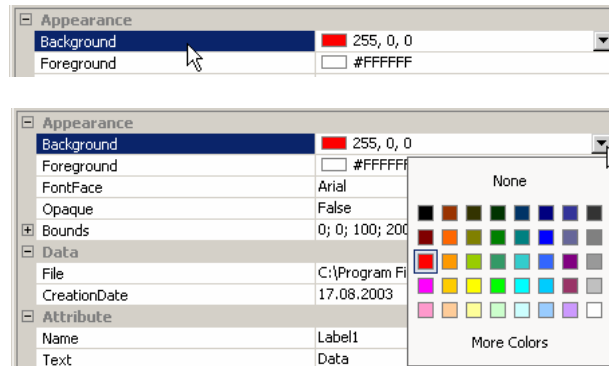 Appearance
Background 255, 0, 0
Foreground #FFFFFF
Appearance
Background 255, 0, 0
Foreground #FFFFFF
FontFace Arial
Opaque False
Bounds 0; 0; 100; 200
Data
File C:\Program Fi
CreationDate 17.08.2003
Attribute
Name Label1
Text Data
None
More Colors